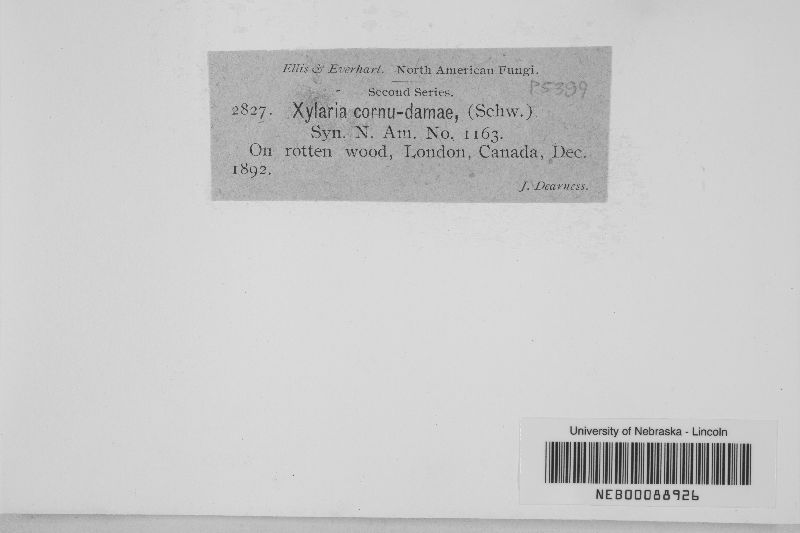 Ellis & Everhart. North American Fungi.
Second Series.
P5399
2827. Xylaria cornu-damae, (Schw.)
Syn. N. Am. No, 1163.
On rotten wood, London, Canada, Dec.
1892.
J. Dearness.
University of Nebraska - Lincoln
NEB00088926